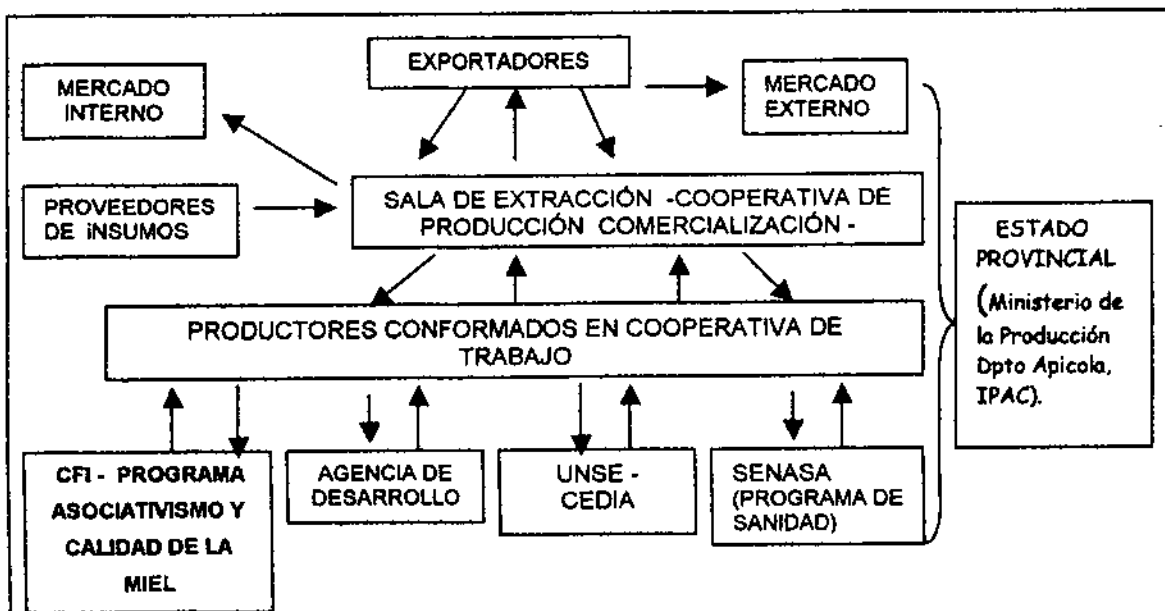 EXPORTADORES
MERCADO
INTERNO
MERCADO
EXTERNO
PROVEEDORES
DE iNSUMOS
SALA DE EXTRACCIÓN -COOPERATIVA DE
PRODUCCIÓN COMERCIALIZACIÓN -
ESTADO
PROVINCIAL
(Ministerio de
la Producción
Dpto Apicola,
IPAC).
PRODUCTORES CONFORMADOS EN COOPERATIVA DE
TRABAJO
CFI - PROGRAMA
ASOCIATIVISMO Y
CALIDAD DE LA
MIEL
AGENCIA DE
DESARROLLO
UNSE -
CEDIA
SENASA
(PROGRAMA DE
SANIDAD)